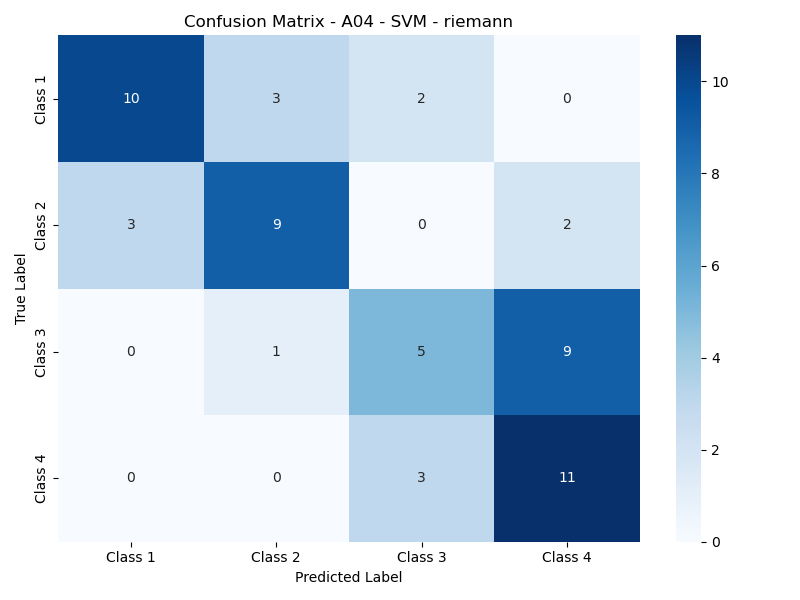 Confusion Matrix - A04 - SVM - riemann
True Label
Class 1
10 3 2 0
Class 2
3 9 0 2
Class 3
0 1 5 9
Class 4
0 0 3 11
Class 1 Class 2 Class 3 Class 4
Predicted Label
10
8
6
4
2
0